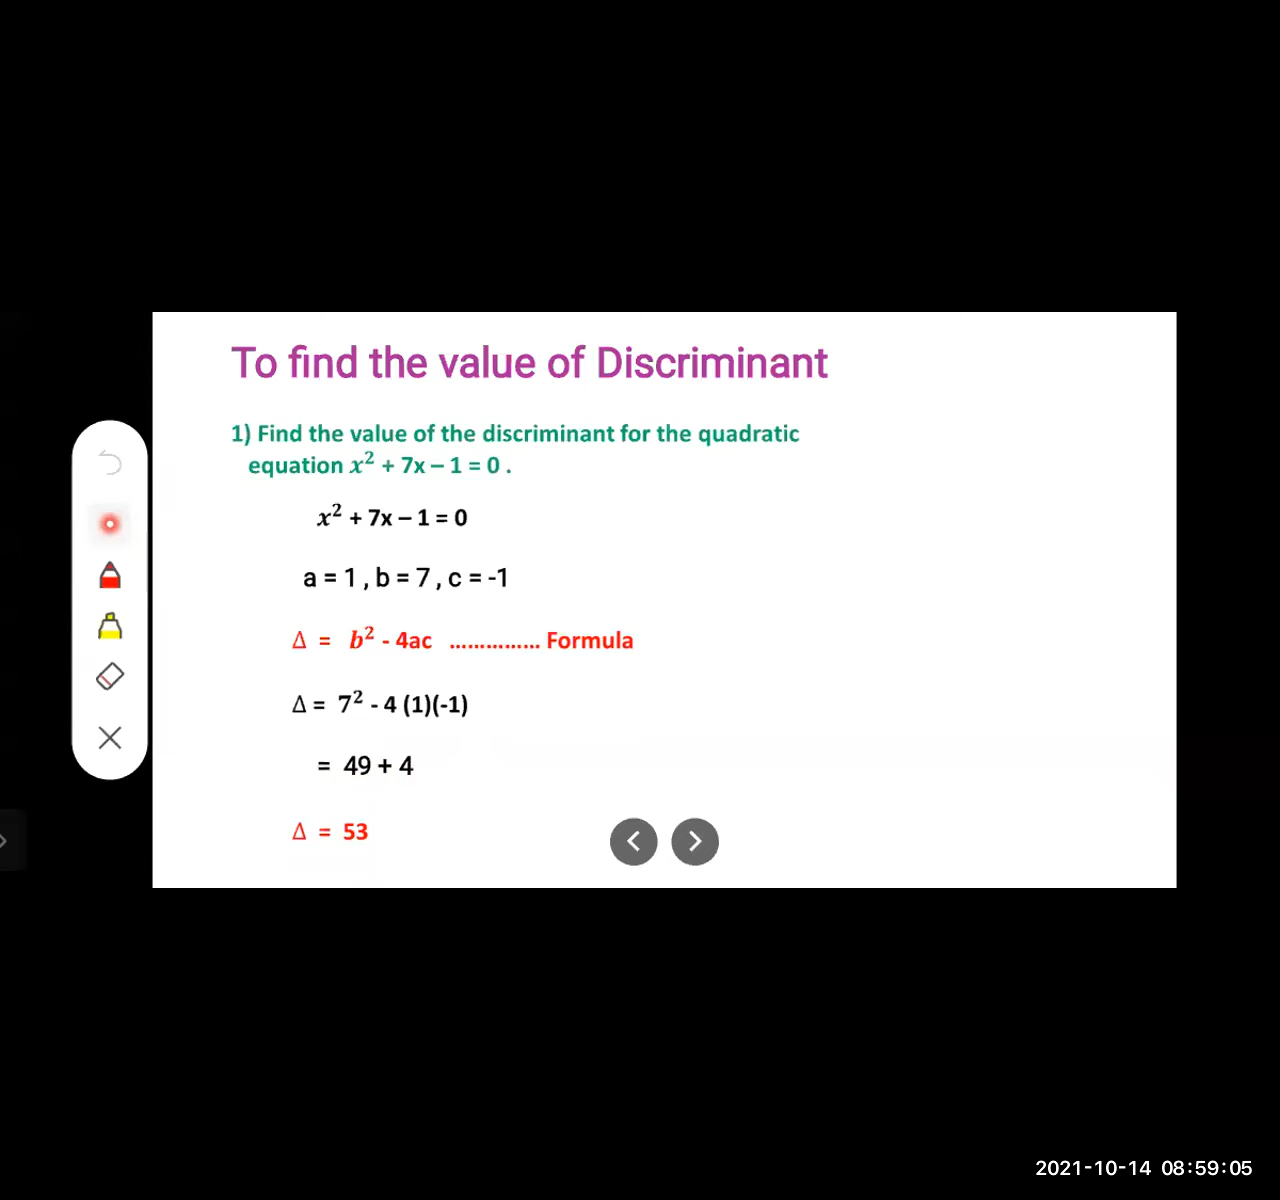 To find the value of Discriminant
1) Find the value of the discriminant for the quadratic
equation x² + 7x – 1 = 0 .
x² + 7x – 1 = 0
a = 1 , b = 7 , c = -1
Δ = b² - 4ac ............... Formula
Δ = 7² - 4 (1)(-1)
= 49 + 4
Δ = 53
2021-10-14 08:59:05